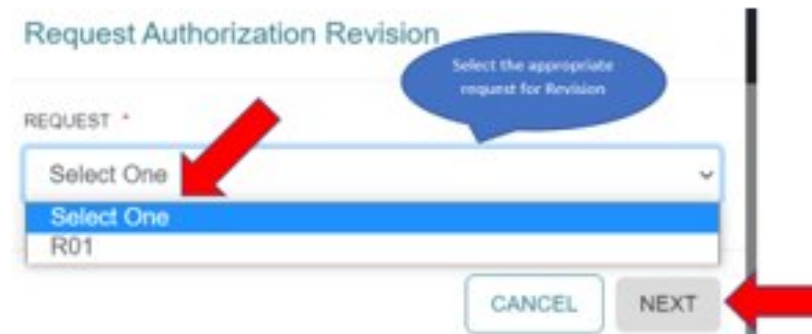 Request Authorization Revision
Select the appropriate
request for Revision
REQUEST *
Select One
Select One
R01
CANCEL NEXT